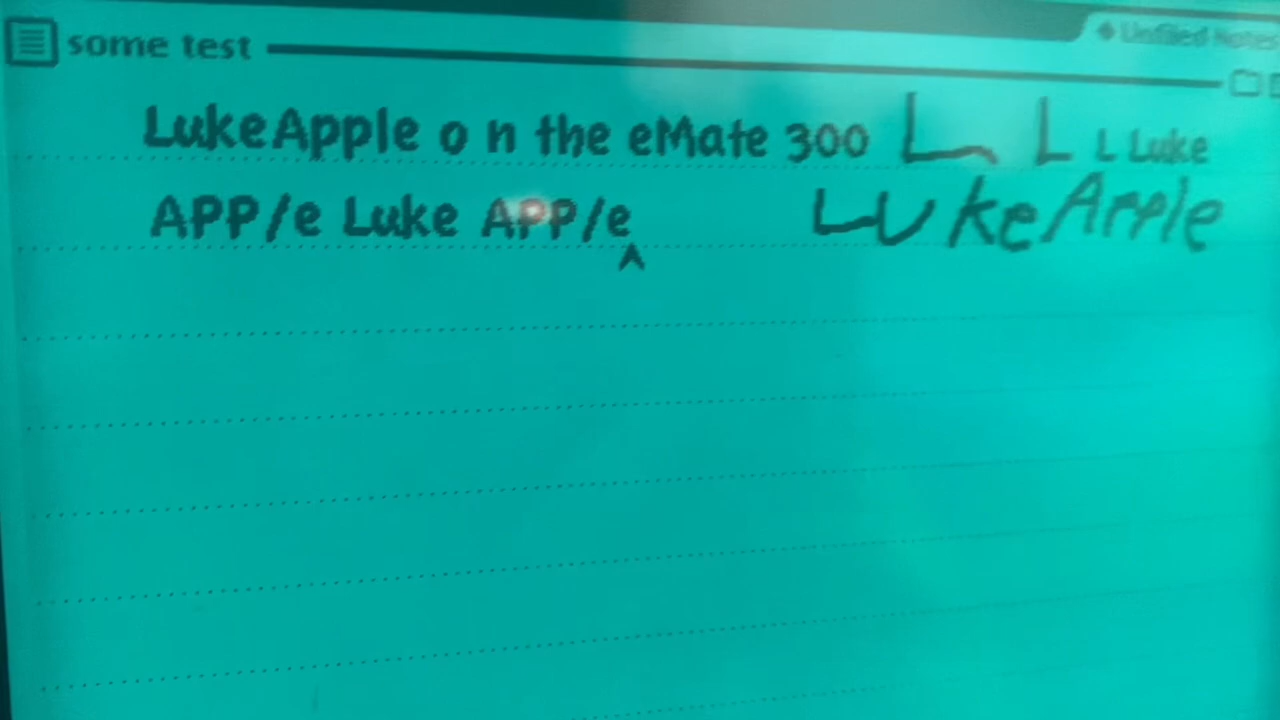 some test
Unfiled Notes
LukeApple o n the eMate 300 L L L Luke
APP/e Luke APP/e LukeApple